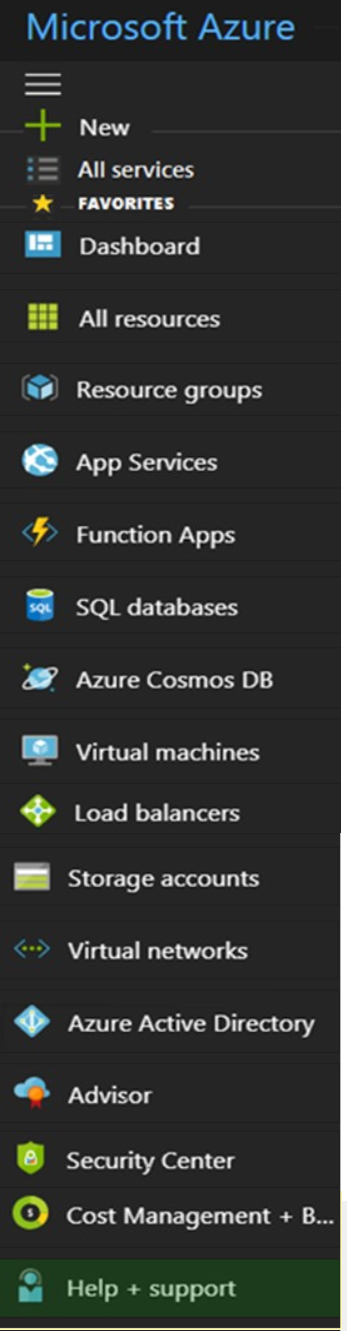 Microsoft Azure
New
All services
FAVORITES
Dashboard
All resources
Resource groups
App Services
Function Apps
SQL databases
Azure Cosmos DB
Virtual machines
Load balancers
Storage accounts
Virtual networks
Azure Active Directory
Advisor
Security Center
Cost Management + B...
Help + support